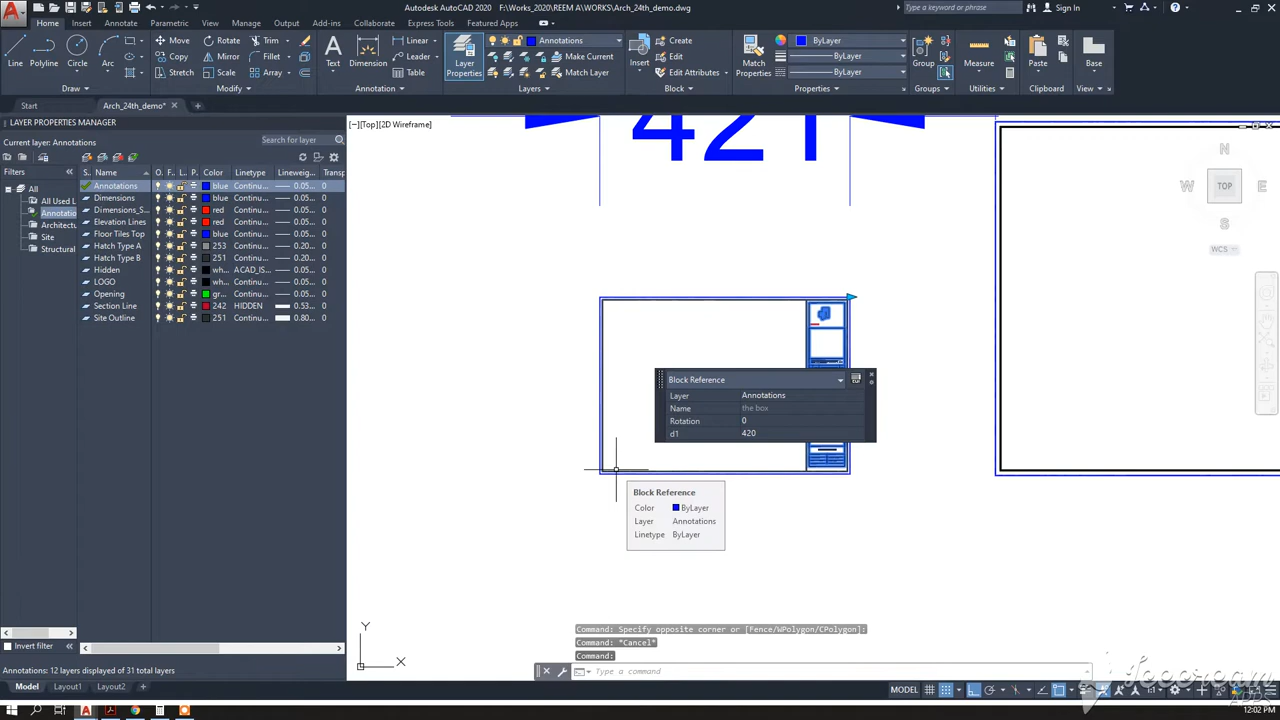 Autodesk AutoCAD 2020 F:\Works_2020\REEM A\WORKS\Arch_24th_demo.dwg
Type a keyword or phrase
Sign In
Home Insert Annotate Parametric View Manage Output Add-ins Collaborate Express Tools Featured Apps
Line Polyline Circle Arc
Move Rotate Trim
Copy Mirror Fillet
Stretch Scale Array
Text Dimension
Linear
Leader
Table
Layer Properties
Annotations
Make Current
Match Layer
Insert
Create
Edit
Edit Attributes
Match Properties
ByLayer
ByLayer
ByLayer
Group
Measure
Paste
Base
Draw Modify Annotation Layers Block Properties Groups Utilities Clipboard View
Start Arch_24th_demo*
LAYER PROPERTIES MANAGER
Current layer: Annotations
Search for layer
Filters
All
All Used L
Annotatio
Architectu
Site
Structural
S.. Name O. F.. L.. P.. Color Linetype Lineweig... Transp
Annotations blue Continu... 0.05... 0
Dimensions blue Continu... 0.05... 0
Dimensions_S... red Continu... 0.05... 0
Elevation Lines red Continu... 0.05... 0
Floor Tiles Top blue Continu... 0.05... 0
Hatch Type A 253 Continu... 0.20... 0
Hatch Type B 251 Continu... 0.20... 0
Hidden wh... ACAD_IS... 0.05... 0
LOGO wh... Continu... 0.05... 0
Opening gr... Continu... 0.05... 0
Section Line 242 HIDDEN 0.53... 0
Site Outline 251 Continu... 0.80... 0
Invert filter
Annotations: 12 layers displayed of 31 total layers
[−][Top][2D Wireframe]
421
N
W TOP E
S
WCS
Block Reference
Layer Annotations
Name the box
Rotation 0
d1 420
Block Reference
Color ByLayer
Layer Annotations
Linetype ByLayer
Y
X
Command: Specify opposite corner or [Fence/WPolygon/CPolygon]:
Command: *Cancel*
Command:
Type a command
Model Layout1 Layout2
MODEL
Icecream
12:02 PM